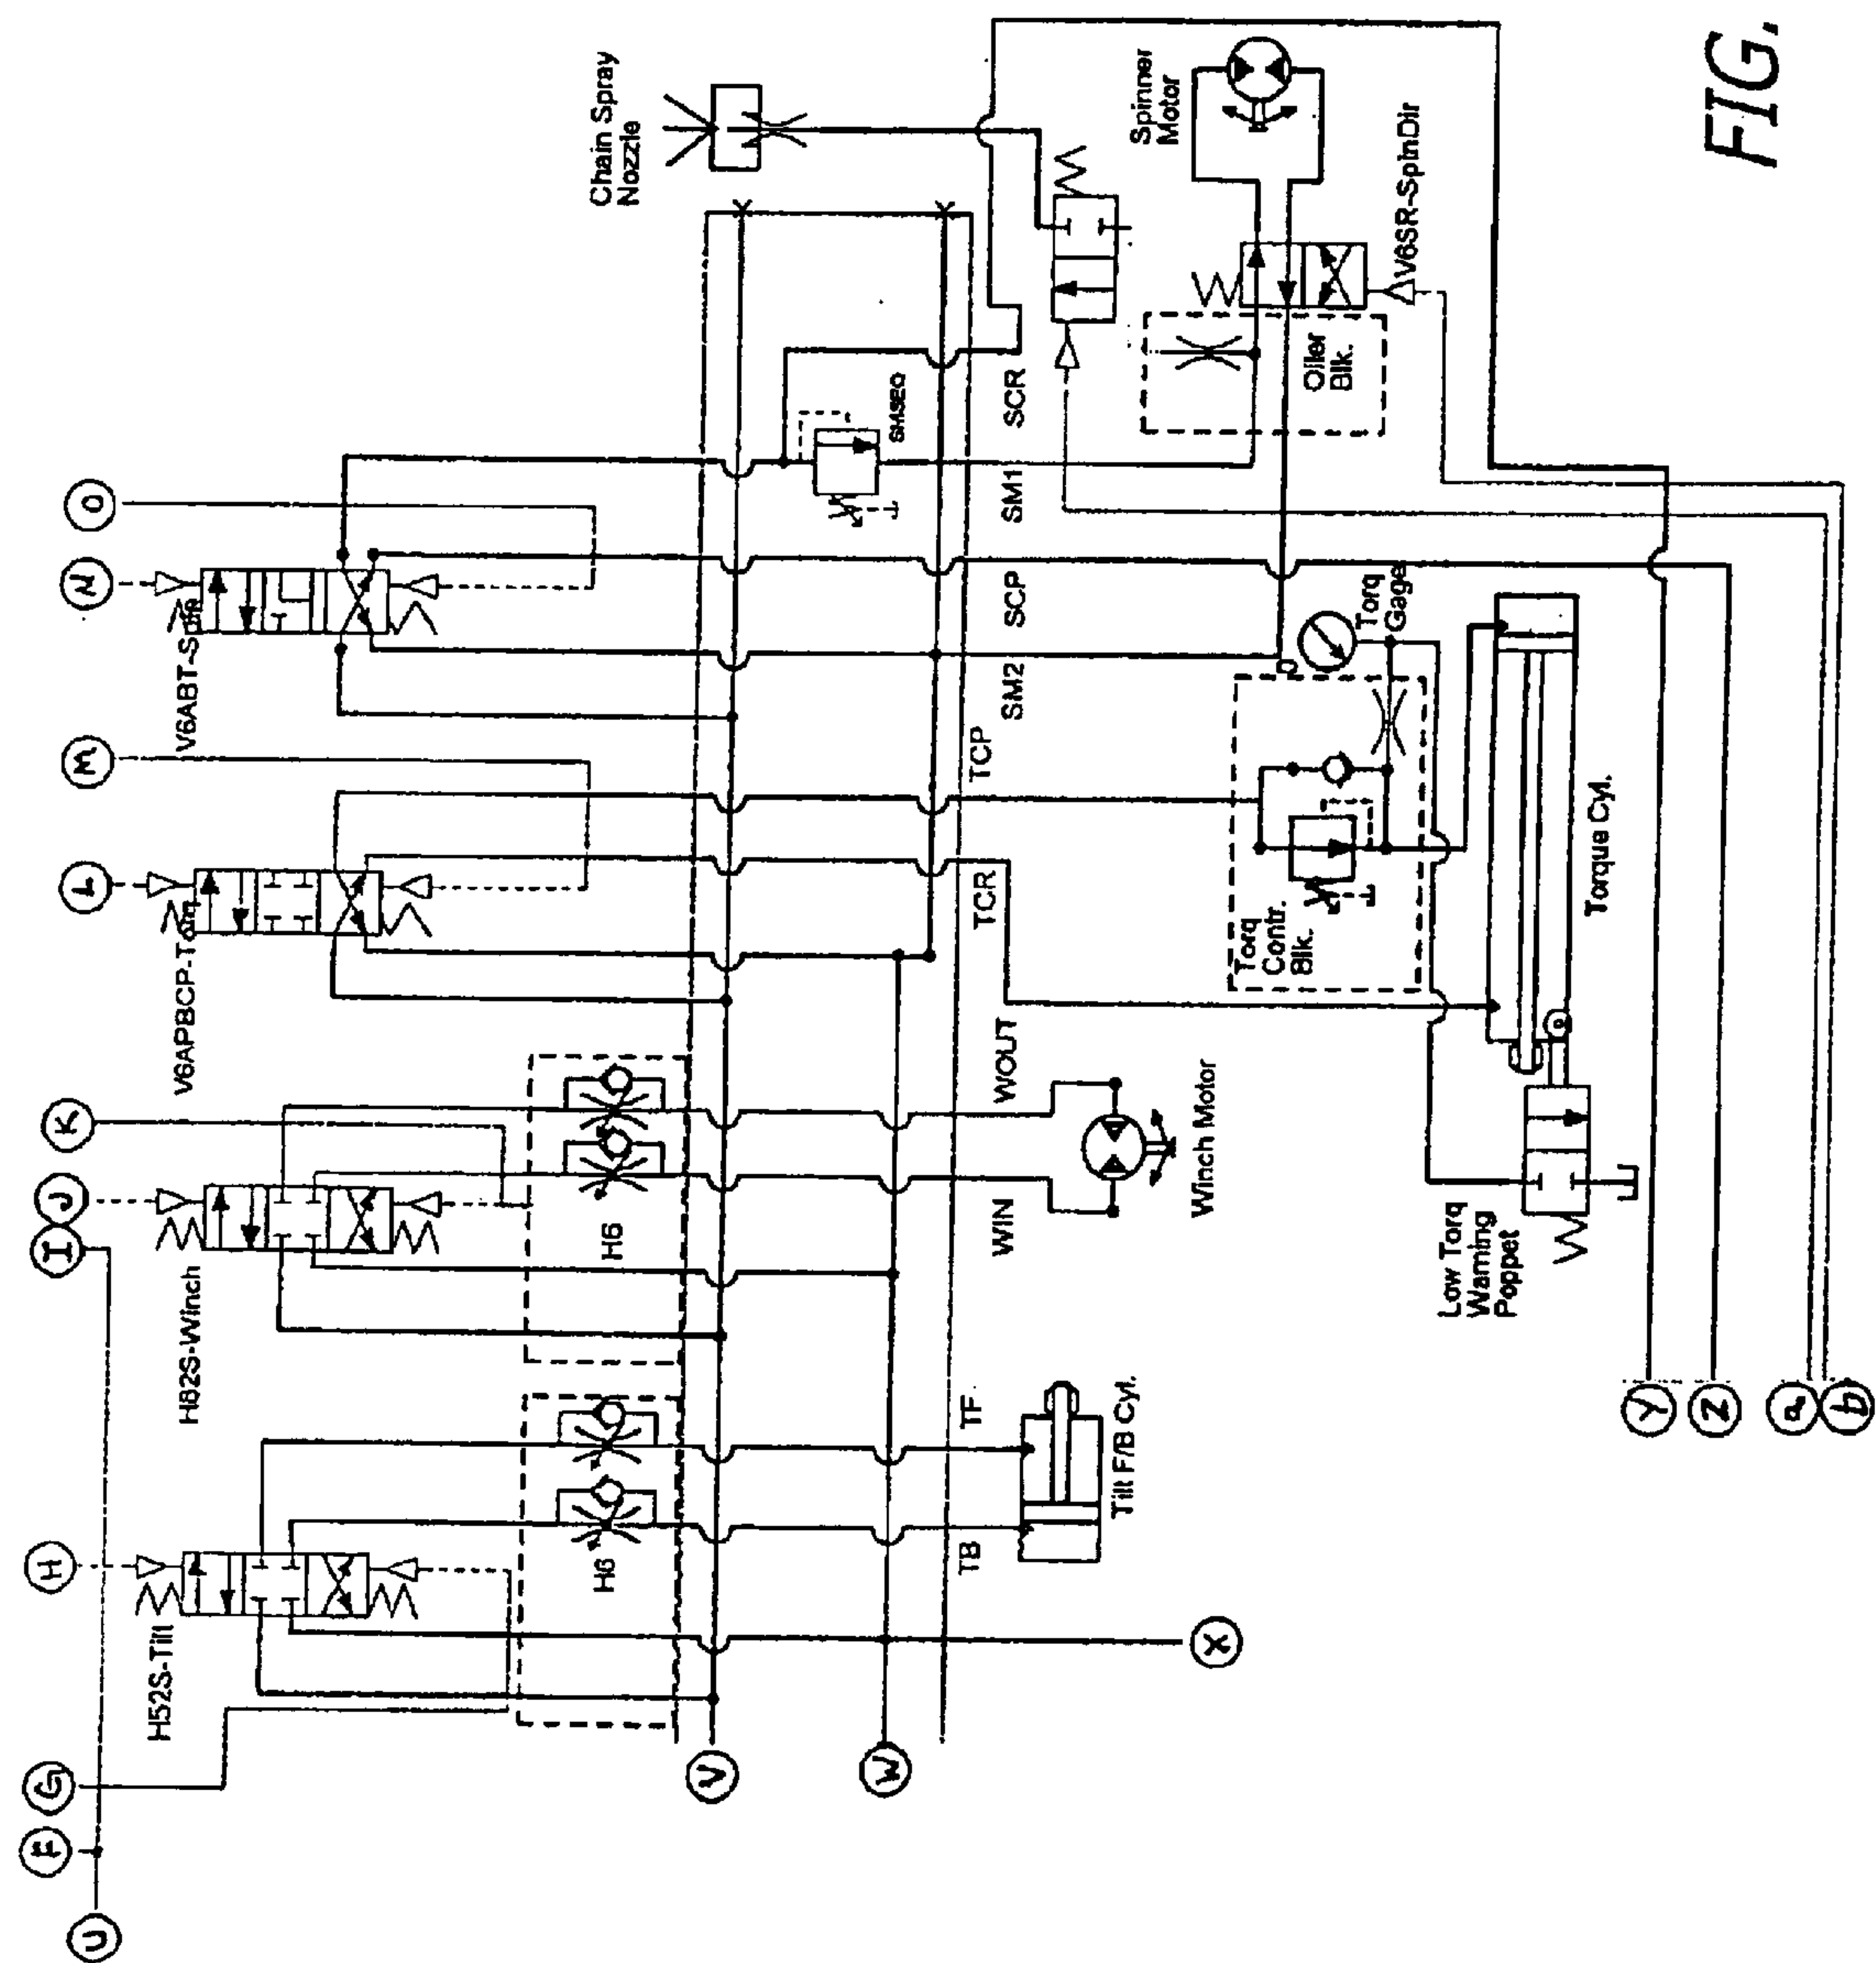 FIG.
Chain Spray
Nozzle
Spinner
Motor
V6SR-SpinDir
Oiler
Blk.
SMSEQ
SCR
SM1
SCP
SM2
TCP
TCR
WOUT
WIN
TF
TB
O
N
M
L
K
J
I
H
G
F
U
V6ABT-Spin
V6APBCP-Torq
H82S-Winch
H52S-Tilt
H6
H6
V
W
X
Torq
Gage
Torq
Contr.
Blk.
Torque Cyl.
Winch Motor
Low Torq
Warning
Poppet
Tilt F/B Cyl.
Y
Z
a
b